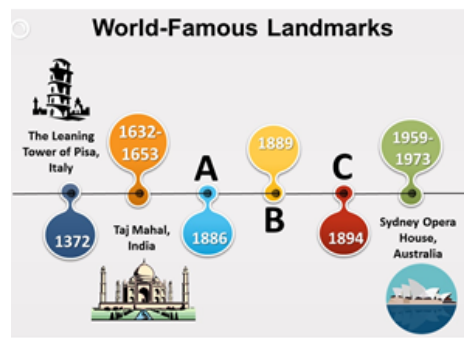 World-Famous Landmarks
The Leaning
Tower of Pisa,
Italy
1372
1632-
1653
Taj Mahal,
India
A
1886
1889
B
C
1894
1959-
1973
Sydney Opera
House,
Australia